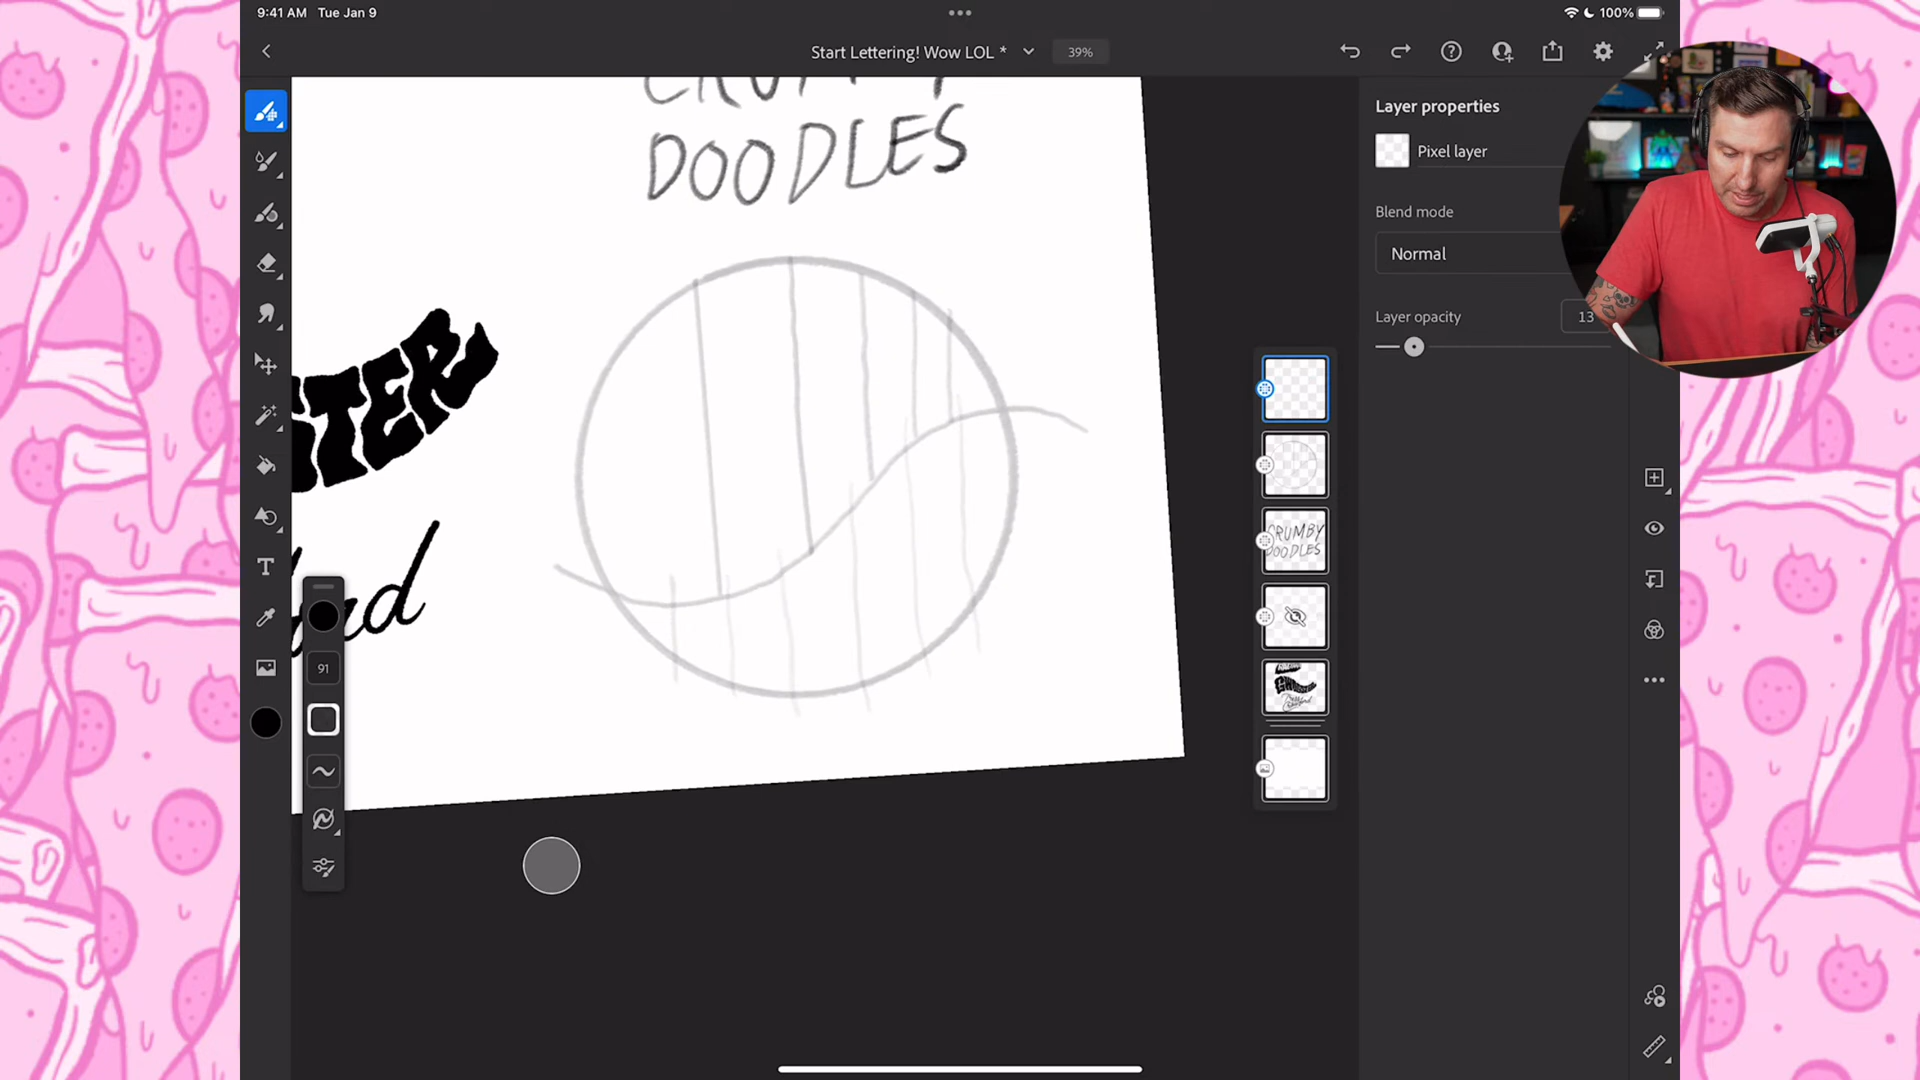 9:41 AM Tue Jan 9
100%
Start Lettering! Wow LOL *
39%
Layer properties
Pixel layer
Blend mode
Normal
Layer opacity
13
DOODLES
CRUMBY
DOODLES
91
T